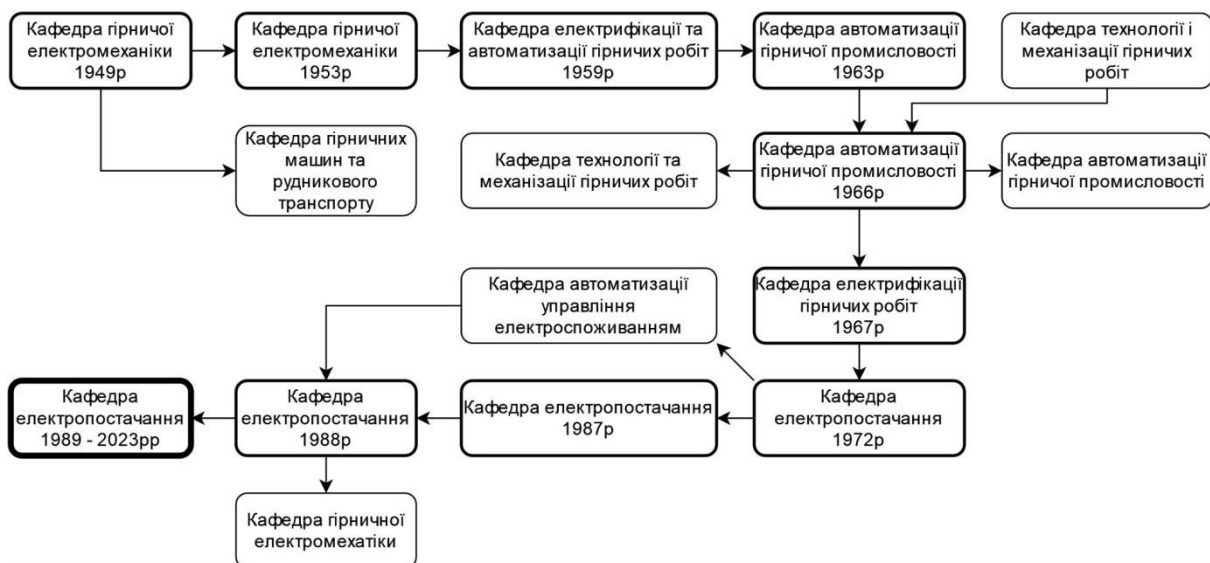 Кафедра гірничої
електромеханіки
1949р
Кафедра гірничої
електромеханіки
1953р
Кафедра електрифікації та
автоматизації гірничих робіт
1959р
Кафедра автоматизації
гірничої промисловості
1963р
Кафедра технології і
механізації гірничих
робіт
Кафедра гірничних
машин та
рудникового
транспорту
Кафедра технології та
механізації гірничих робіт
Кафедра автоматизації
гірничої промисловості
1966р
Кафедра автоматизації
гірничої промисловості
Кафедра автоматизації
управління
електроспоживанням
Кафедра електрифікації
гірничих робіт
1967р
Кафедра
електропостачання
1989 - 2023рр
Кафедра
електропостачання
1988р
Кафедра електропостачання
1987р
Кафедра
електропостачання
1972р
Кафедра гірничної
електромехатіки